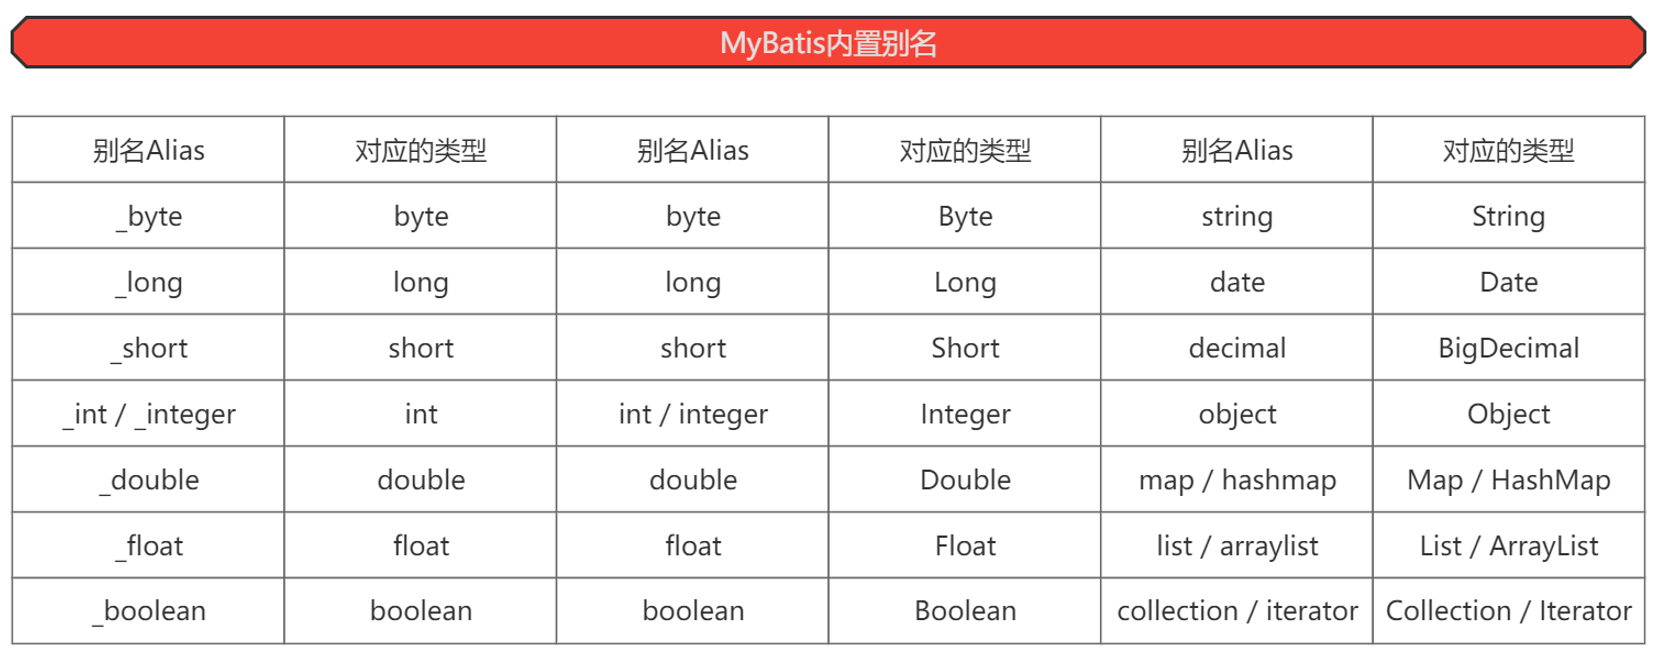 MyBatis内置别名
别名Alias 对应的类型 别名Alias 对应的类型 别名Alias 对应的类型
_byte byte byte Byte string String
_long long long Long date Date
_short short short Short decimal BigDecimal
_int / _integer int int / integer Integer object Object
_double double double Double map / hashmap Map / HashMap
_float float float Float list / arraylist List / ArrayList
_boolean boolean boolean Boolean collection / iterator Collection / Iterator